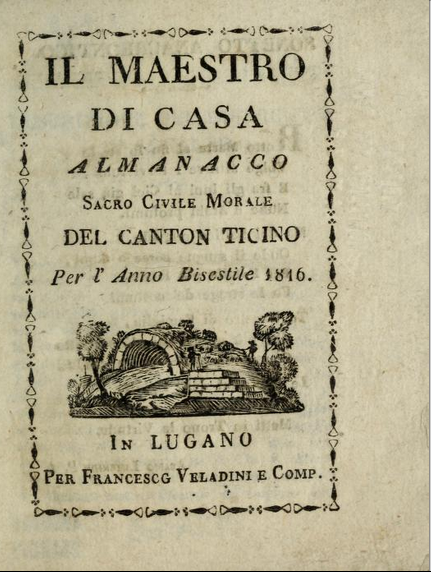 IL MAESTRO
DI CASA
ALMANACCO
SACRO CIVILE MORALE
DEL CANTON TICINO
Per l' Anno Bisestile 1816.
IN LUGANO
PER FRANCESCO VELADINI E COMP.